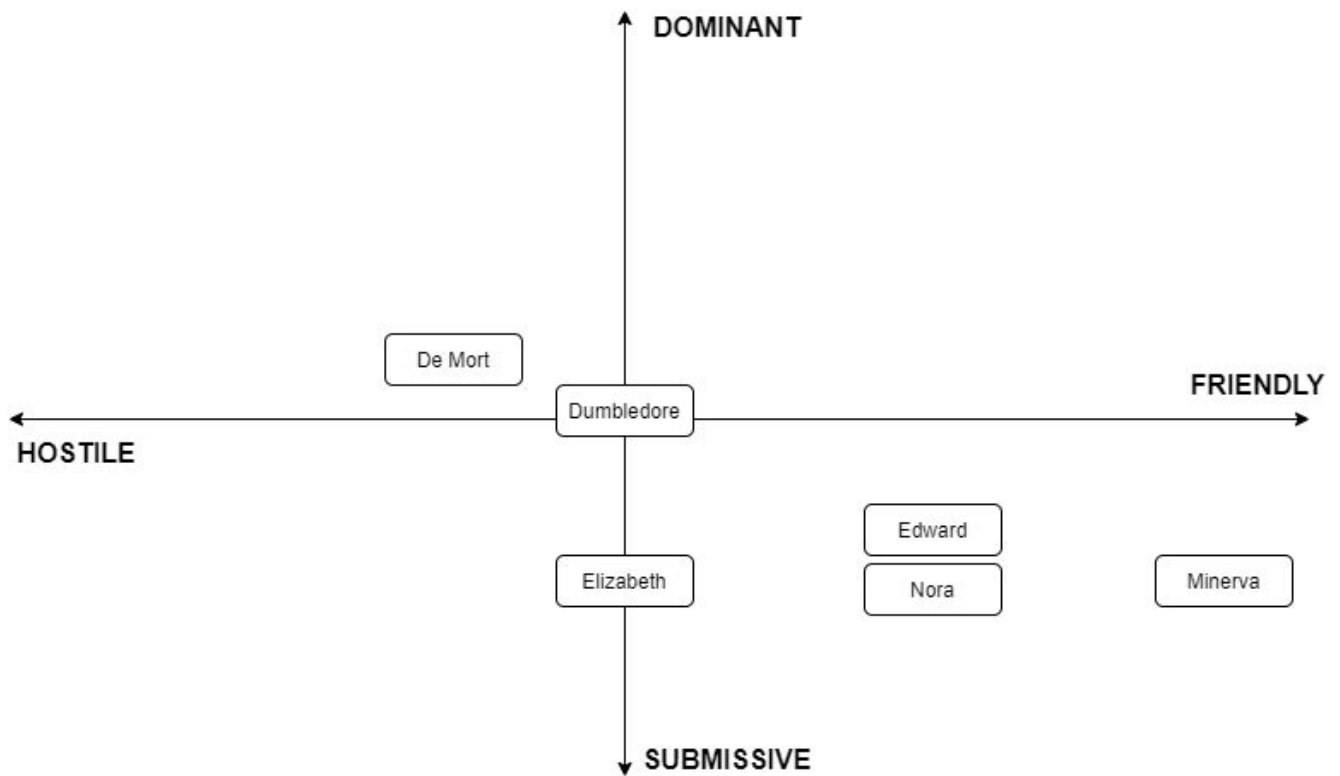 DOMINANT
De Mort
FRIENDLY
Dumbledore
HOSTILE
Edward
Elizabeth
Nora
Minerva
SUBMISSIVE